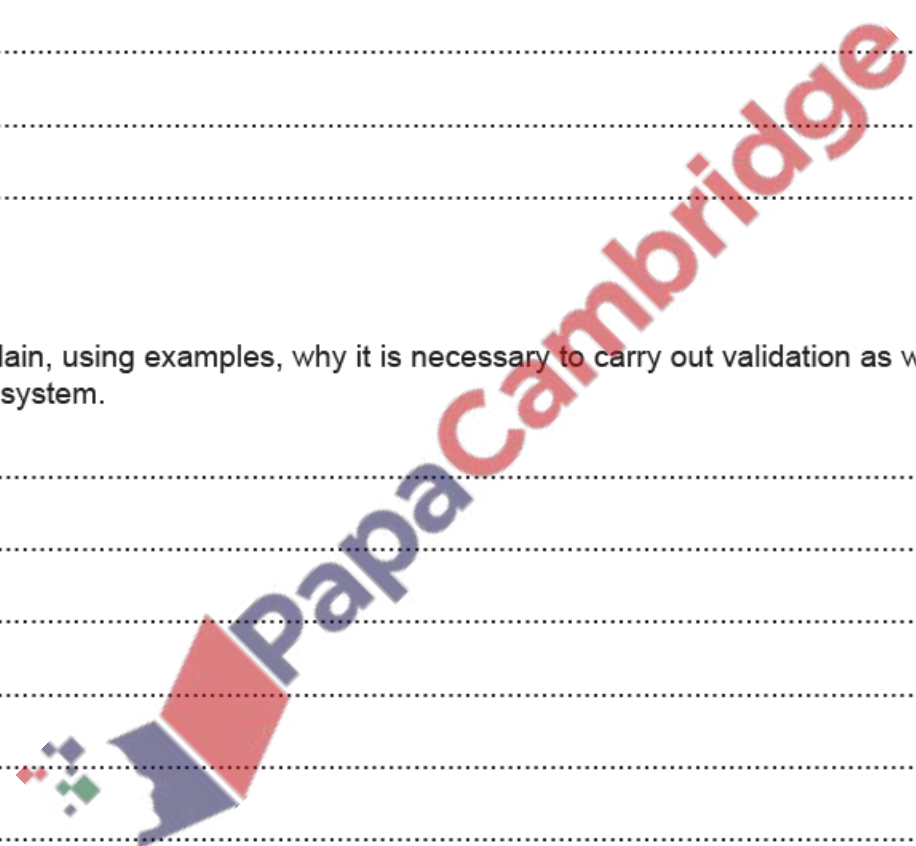 lain, using examples, why it is necessary to carry out validation as w
system.
PapaCambridge